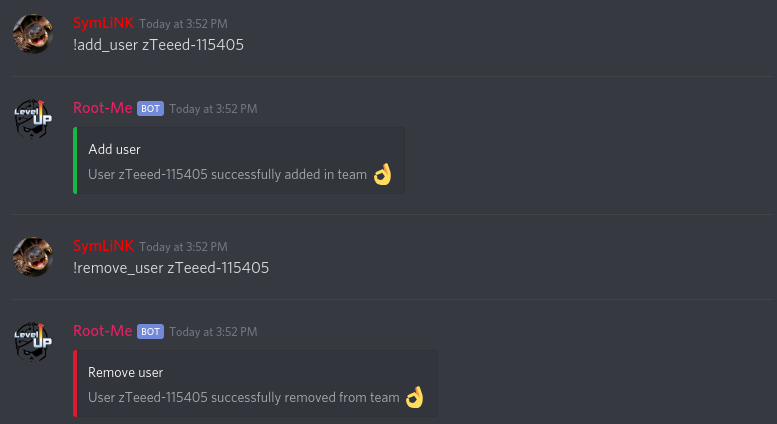 SymLiNK Today at 3:52 PM
!add_user zTeeed-115405
Level UP
Root-Me BOT Today at 3:52 PM
Add user
User zTeeed-115405 successfully added in team 👌
SymLiNK Today at 3:52 PM
!remove_user zTeeed-115405
Level UP
Root-Me BOT Today at 3:52 PM
Remove user
User zTeeed-115405 successfully removed from team 👌